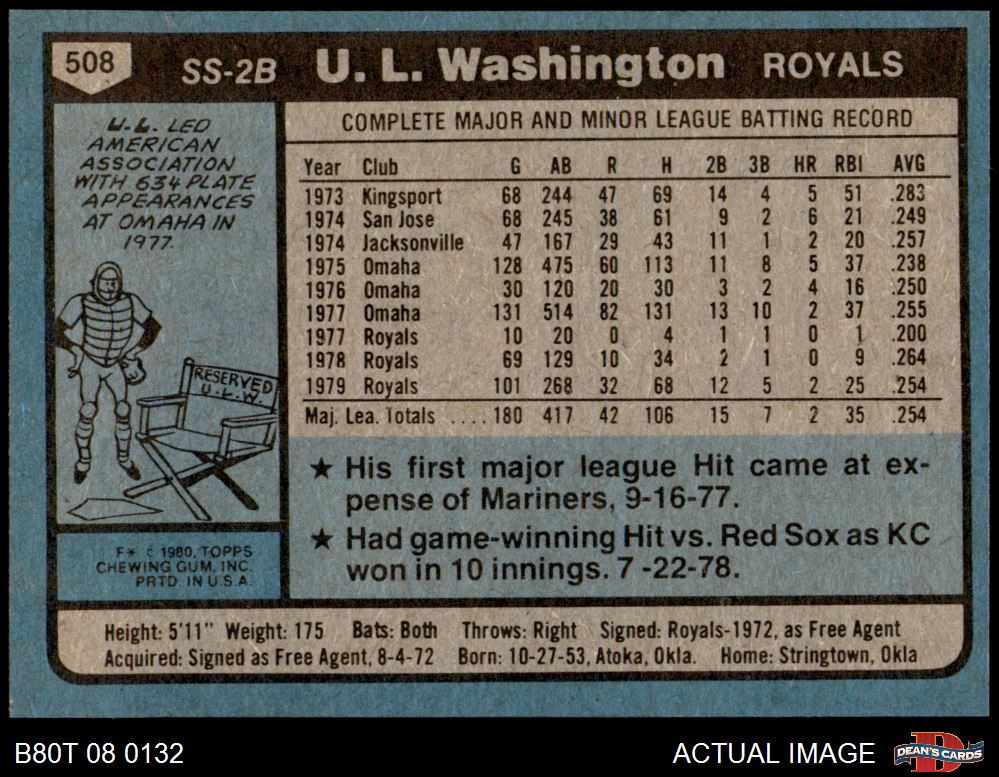 508 SS-2B U. L. Washington ROYALS
U.L. LED
AMERICAN
ASSOCIATION
WITH 634 PLATE
APPEARANCES
AT OMAHA IN
1977.
RESERVED
U.L.W.
F* © 1980, TOPPS
CHEWING GUM, INC.
PRTD. IN U.S.A.
COMPLETE MAJOR AND MINOR LEAGUE BATTING RECORD
Year Club G AB R H 2B 3B HR RBI AVG
1973 Kingsport 68 244 47 69 14 4 5 51 .283
1974 San Jose 68 245 38 61 9 2 6 21 .249
1974 Jacksonville 47 167 29 43 11 1 2 20 .257
1975 Omaha 128 475 60 113 11 8 5 37 .238
1976 Omaha 30 120 20 30 3 2 4 16 .250
1977 Omaha 131 514 82 131 13 10 2 37 .255
1977 Royals 10 20 0 4 1 1 0 1 .200
1978 Royals 69 129 10 34 2 1 0 9 .264
1979 Royals 101 268 32 68 12 5 2 25 .254
Maj. Lea. Totals .... 180 417 42 106 15 7 2 35 .254
★ His first major league Hit came at ex-
pense of Mariners, 9-16-77.
★ Had game-winning Hit vs. Red Sox as KC
won in 10 innings. 7-22-78.
Height: 5'11" Weight: 175 Bats: Both Throws: Right Signed: Royals-1972, as Free Agent
Acquired: Signed as Free Agent, 8-4-72 Born: 10-27-53, Atoka, Okla. Home: Stringtown, Okla
B80T 08 0132 ACTUAL IMAGE DEAN'S CARDS